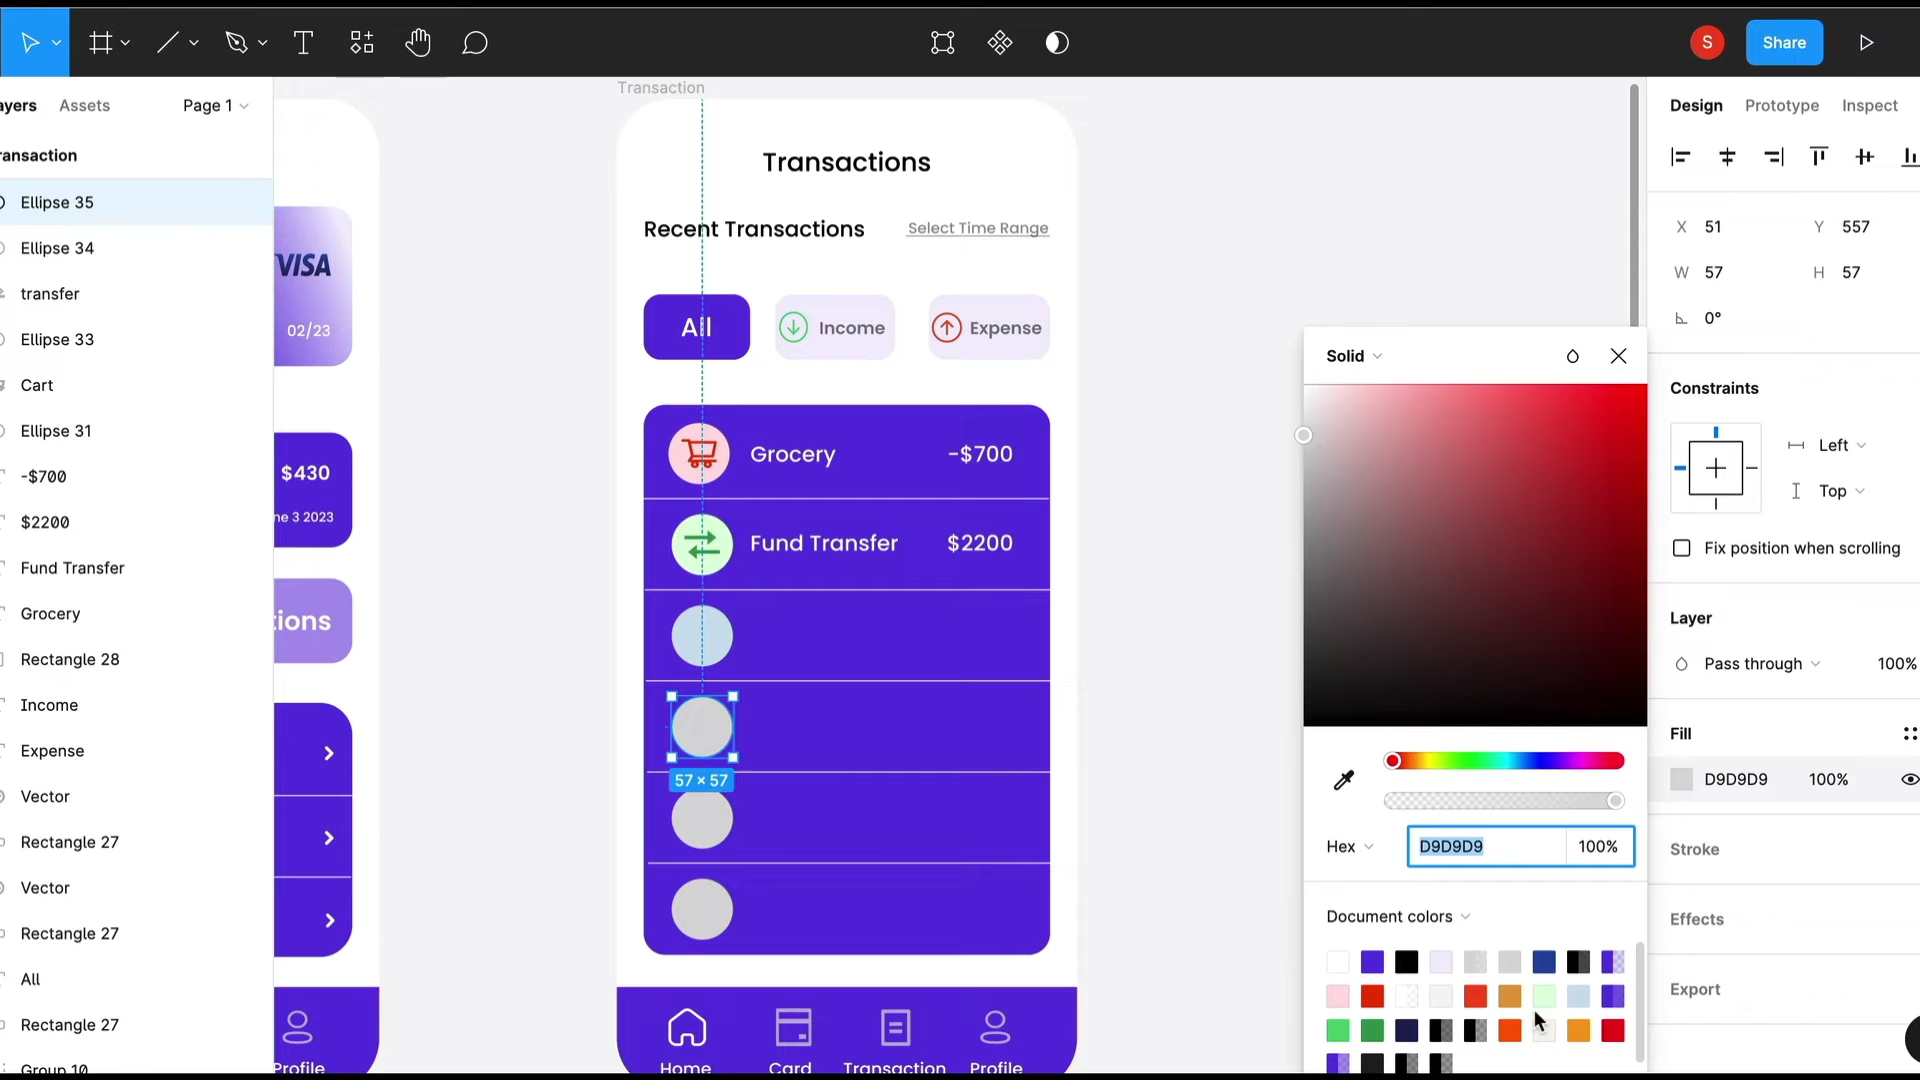 S
Share
ayers
Assets
Page 1
ransaction
Ellipse 35
Ellipse 34
transfer
Ellipse 33
Cart
Ellipse 31
-$700
$2200
Fund Transfer
Grocery
Rectangle 28
Income
Expense
Vector
Rectangle 27
Vector
Rectangle 27
All
Rectangle 27
Group 10
VISA
02/23
$430
ne 3 2023
tions
Profile
Transaction
Transactions
Recent Transactions
Select Time Range
All
Income
Expense
Grocery
-$700
Fund Transfer
$2200
57 × 57
Home
Card
Transaction
Profile
Solid
Hex
D9D9D9
100%
Document colors
Design
Prototype
Inspect
X 51
Y 557
W 57
H 57
0°
Constraints
Left
Top
Fix position when scrolling
Layer
Pass through
100%
Fill
D9D9D9
100%
Stroke
Effects
Export